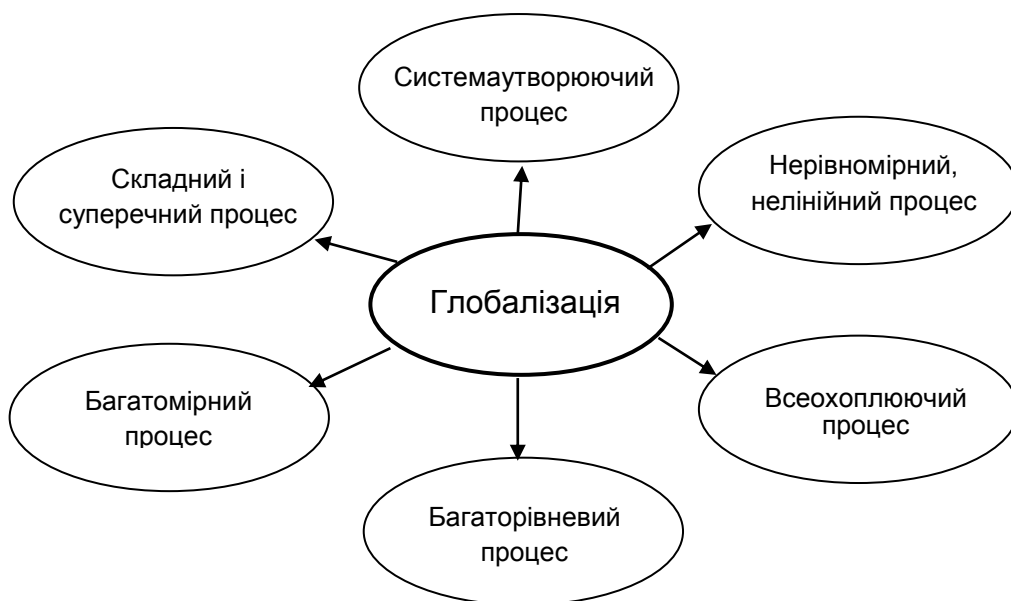 Системаутворюючий
процес
Складний і
суперечний процес
Нерівномірний,
нелінійний процес
Глобалізація
Багатомірний
процес
Всеохоплюючий
процес
Багаторівневий
процес